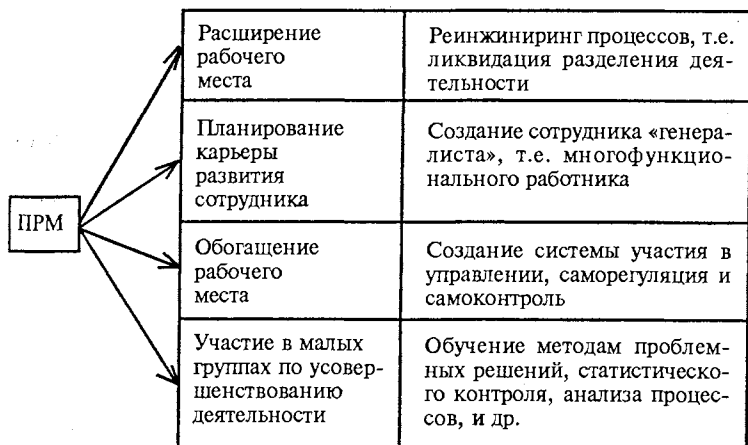 ПРМ
Расширение
рабочего
места
Реинжиниринг процессов, т.е.
ликвидация разделения дея-
тельности
Планирование
карьеры
развития
сотрудника
Создание сотрудника «генера-
листа», т.е. многофункцио-
нального работника
Обогащение
рабочего
места
Создание системы участия в
управлении, саморегуляция и
самоконтроль
Участие в малых
группах по усовер-
шенствованию
деятельности
Обучение методам проблем-
ных решений, статистическо-
го контроля, анализа процес-
сов, и др.